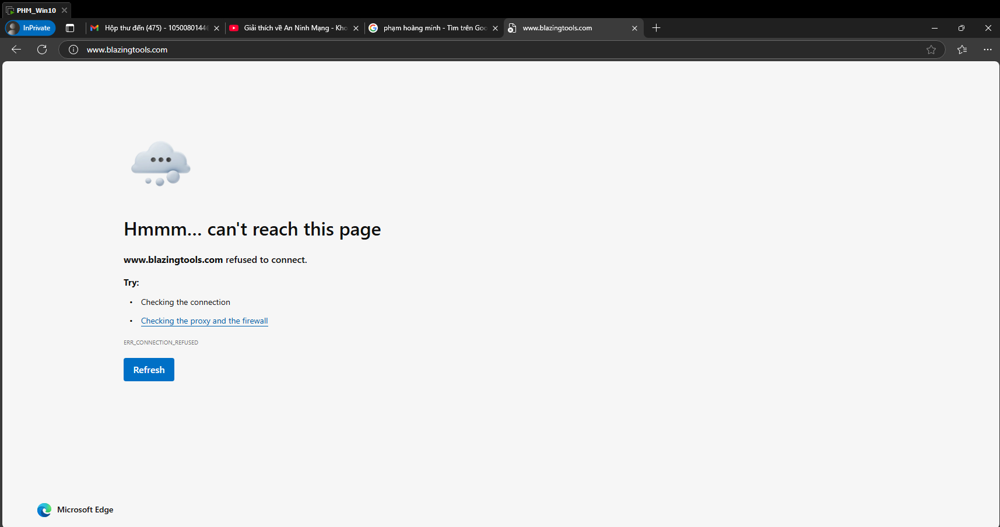 PHM_Win10
InPrivate
Hộp thư đến (475) - 1050080144
Giải thích về An Ninh Mạng - Kho
phạm hoàng minh - Tìm trên Goo
www.blazingtools.com
www.blazingtools.com
Hmmm... can't reach this page
www.blazingtools.com refused to connect.
Try:
• Checking the connection
• Checking the proxy and the firewall
ERR_CONNECTION_REFUSED
Refresh
Microsoft Edge